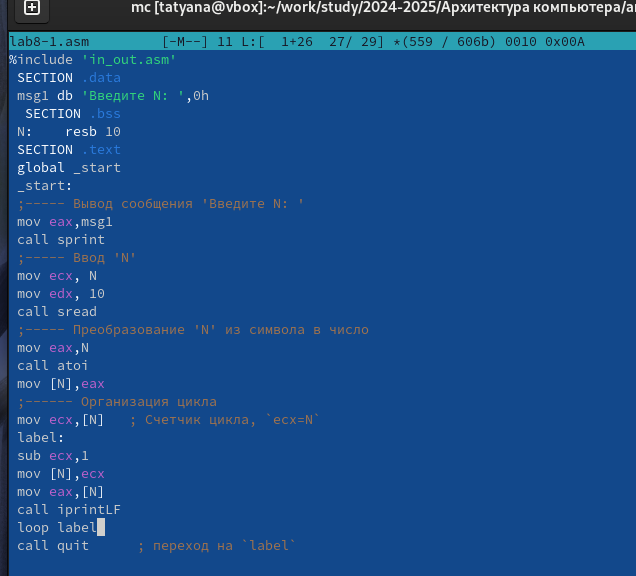 mc [tatyana@vbox]:~/work/study/2024-2025/Архитектура компьютера/
lab8-1.asm [-M--] 11 L:[ 1+26 27/ 29] *(559 / 606b) 0010 0x00A
%include 'in_out.asm'
SECTION .data
msg1 db 'Введите N: ',0h
SECTION .bss
N: resb 10
SECTION .text
global _start
_start:
;----- Вывод сообщения 'Введите N: '
mov eax,msg1
call sprint
;----- Ввод 'N'
mov ecx, N
mov edx, 10
call sread
;----- Преобразование 'N' из символа в число
mov eax,N
call atoi
mov [N],eax
;------ Организация цикла
mov ecx,[N] ; Счетчик цикла, `ecx=N`
label:
sub ecx,1
mov [N],ecx
mov eax,[N]
call iprintLF
loop label
call quit ; переход на `label`